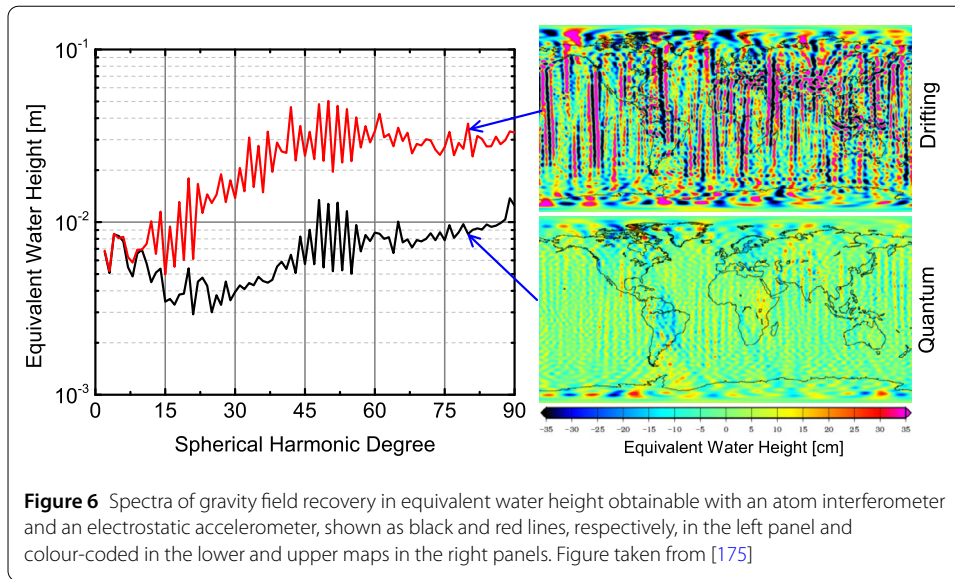 10⁻¹
10⁻²
10⁻³
Equivalent Water Height [m]
0 15 30 45 60 75 90
Spherical Harmonic Degree
Drifting
Quantum
-35 -30 -25 -20 -15 -10 -5 0 5 10 15 20 25 30 35
Equivalent Water Height [cm]
Figure 6 Spectra of gravity field recovery in equivalent water height obtainable with an atom interferometer
and an electrostatic accelerometer, shown as black and red lines, respectively, in the left panel and
colour-coded in the lower and upper maps in the right panels. Figure taken from [175]